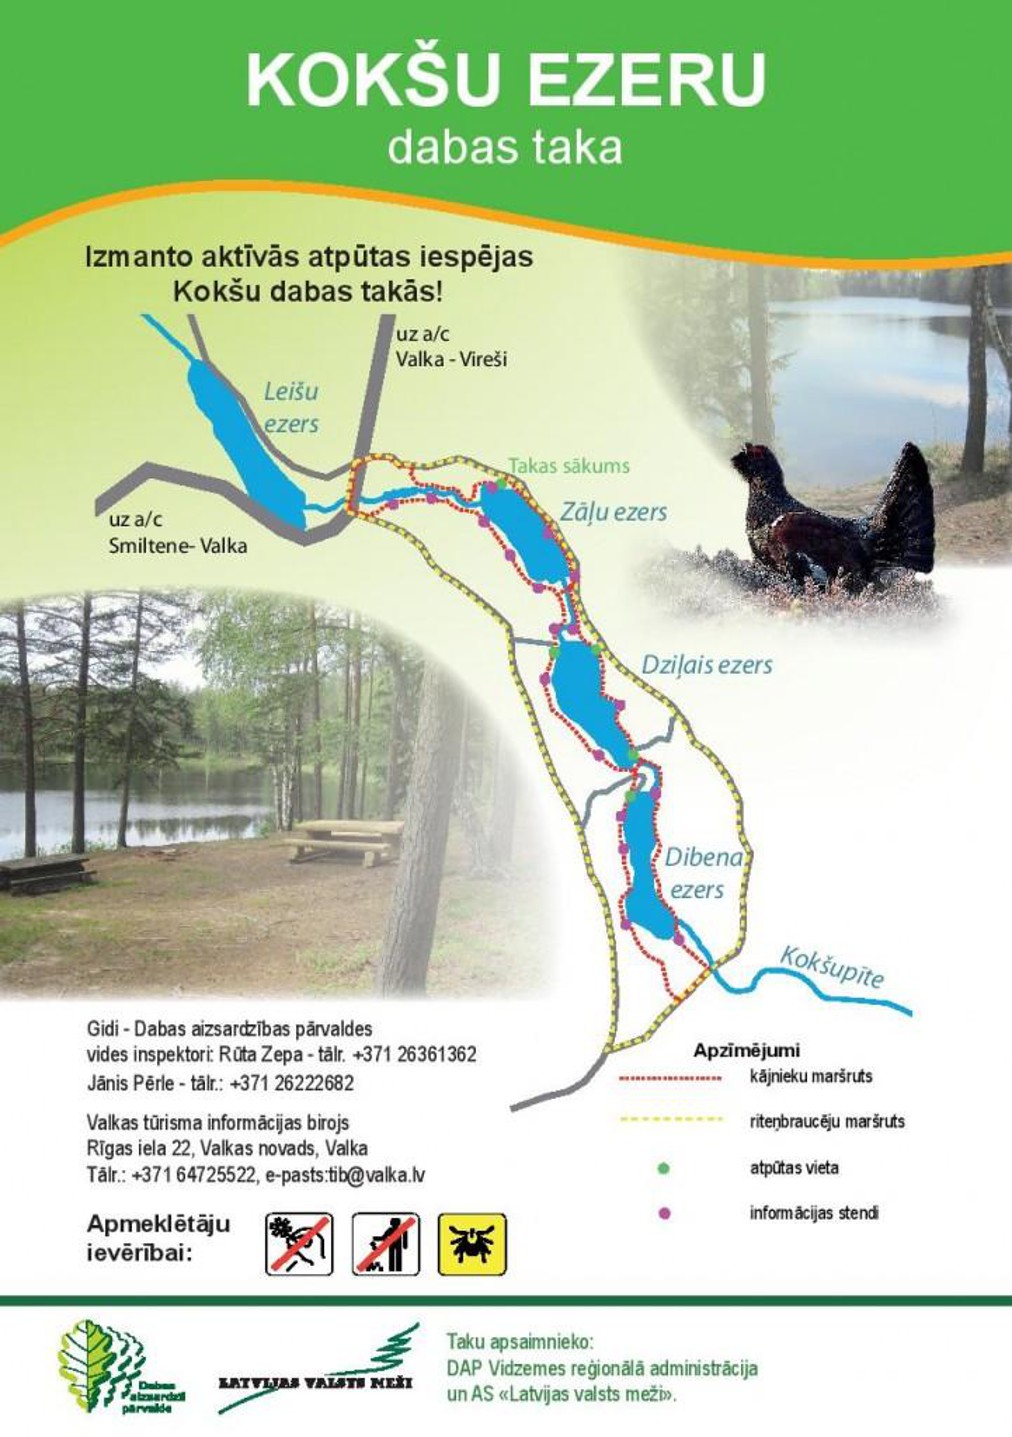 KOKŠU EZERU
dabas taka
Izmanto aktīvās atpūtas iespējas
Kokšu dabas takās!
uz a/c
Valka - Vireši
Leišu
ezers
Takas sākums
Zāļu ezers
uz a/c
Smiltene- Valka
Dziļais ezers
Dibena
ezers
Kokšupīte
Gidi - Dabas aizsardzības pārvaldes
vides inspektori: Rūta Zepa - tālr. +371 26361362
Jānis Pērle - tālr.: +371 26222682
Valkas tūrisma informācijas birojs
Rīgas iela 22, Valkas novads, Valka
Tālr.: +371 64725522, e-pasts:tib@valka.lv
Apzīmējumi
kājnieku maršruts
riteņbraucēju maršruts
atpūtas vieta
informācijas stendi
Apmeklētāju
ievērībai:
Dabas
aizsardzības
pārvalde
LATVIJAS VALSTS MEŽI
Taku apsaimnieko:
DAP Vidzemes reģionālā administrācija
un AS «Latvijas valsts meži».